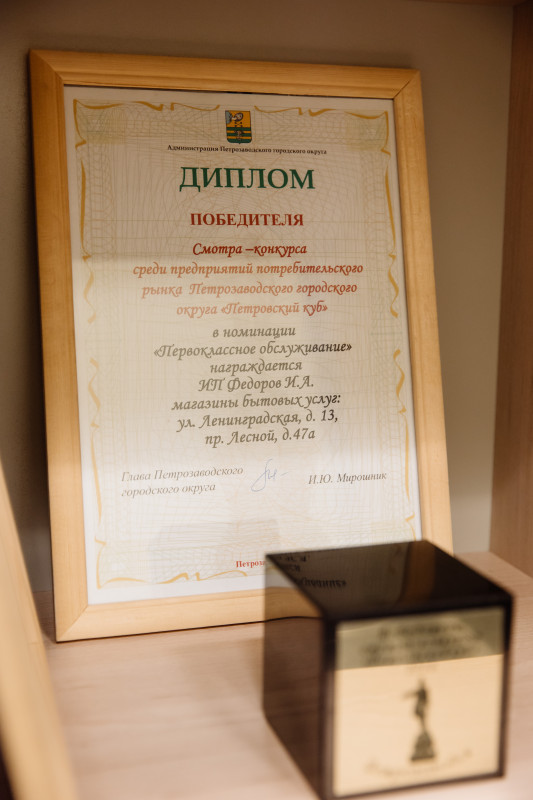 Администрация Петрозаводского городского округа
ДИПЛОМ
ПОБЕДИТЕЛЯ
Смотра –конкурса
среди предприятий потребительского
рынка Петрозаводского городского
округа «Петровский куб»
в номинации
«Первоклассное обслуживание»
награждается
ИП Федоров И.А.
магазины бытовых услуг:
ул. Ленинградская, д. 13,
пр. Лесной, д.47а
Глава Петрозаводского
городского округа
И.Ю. Мирошник